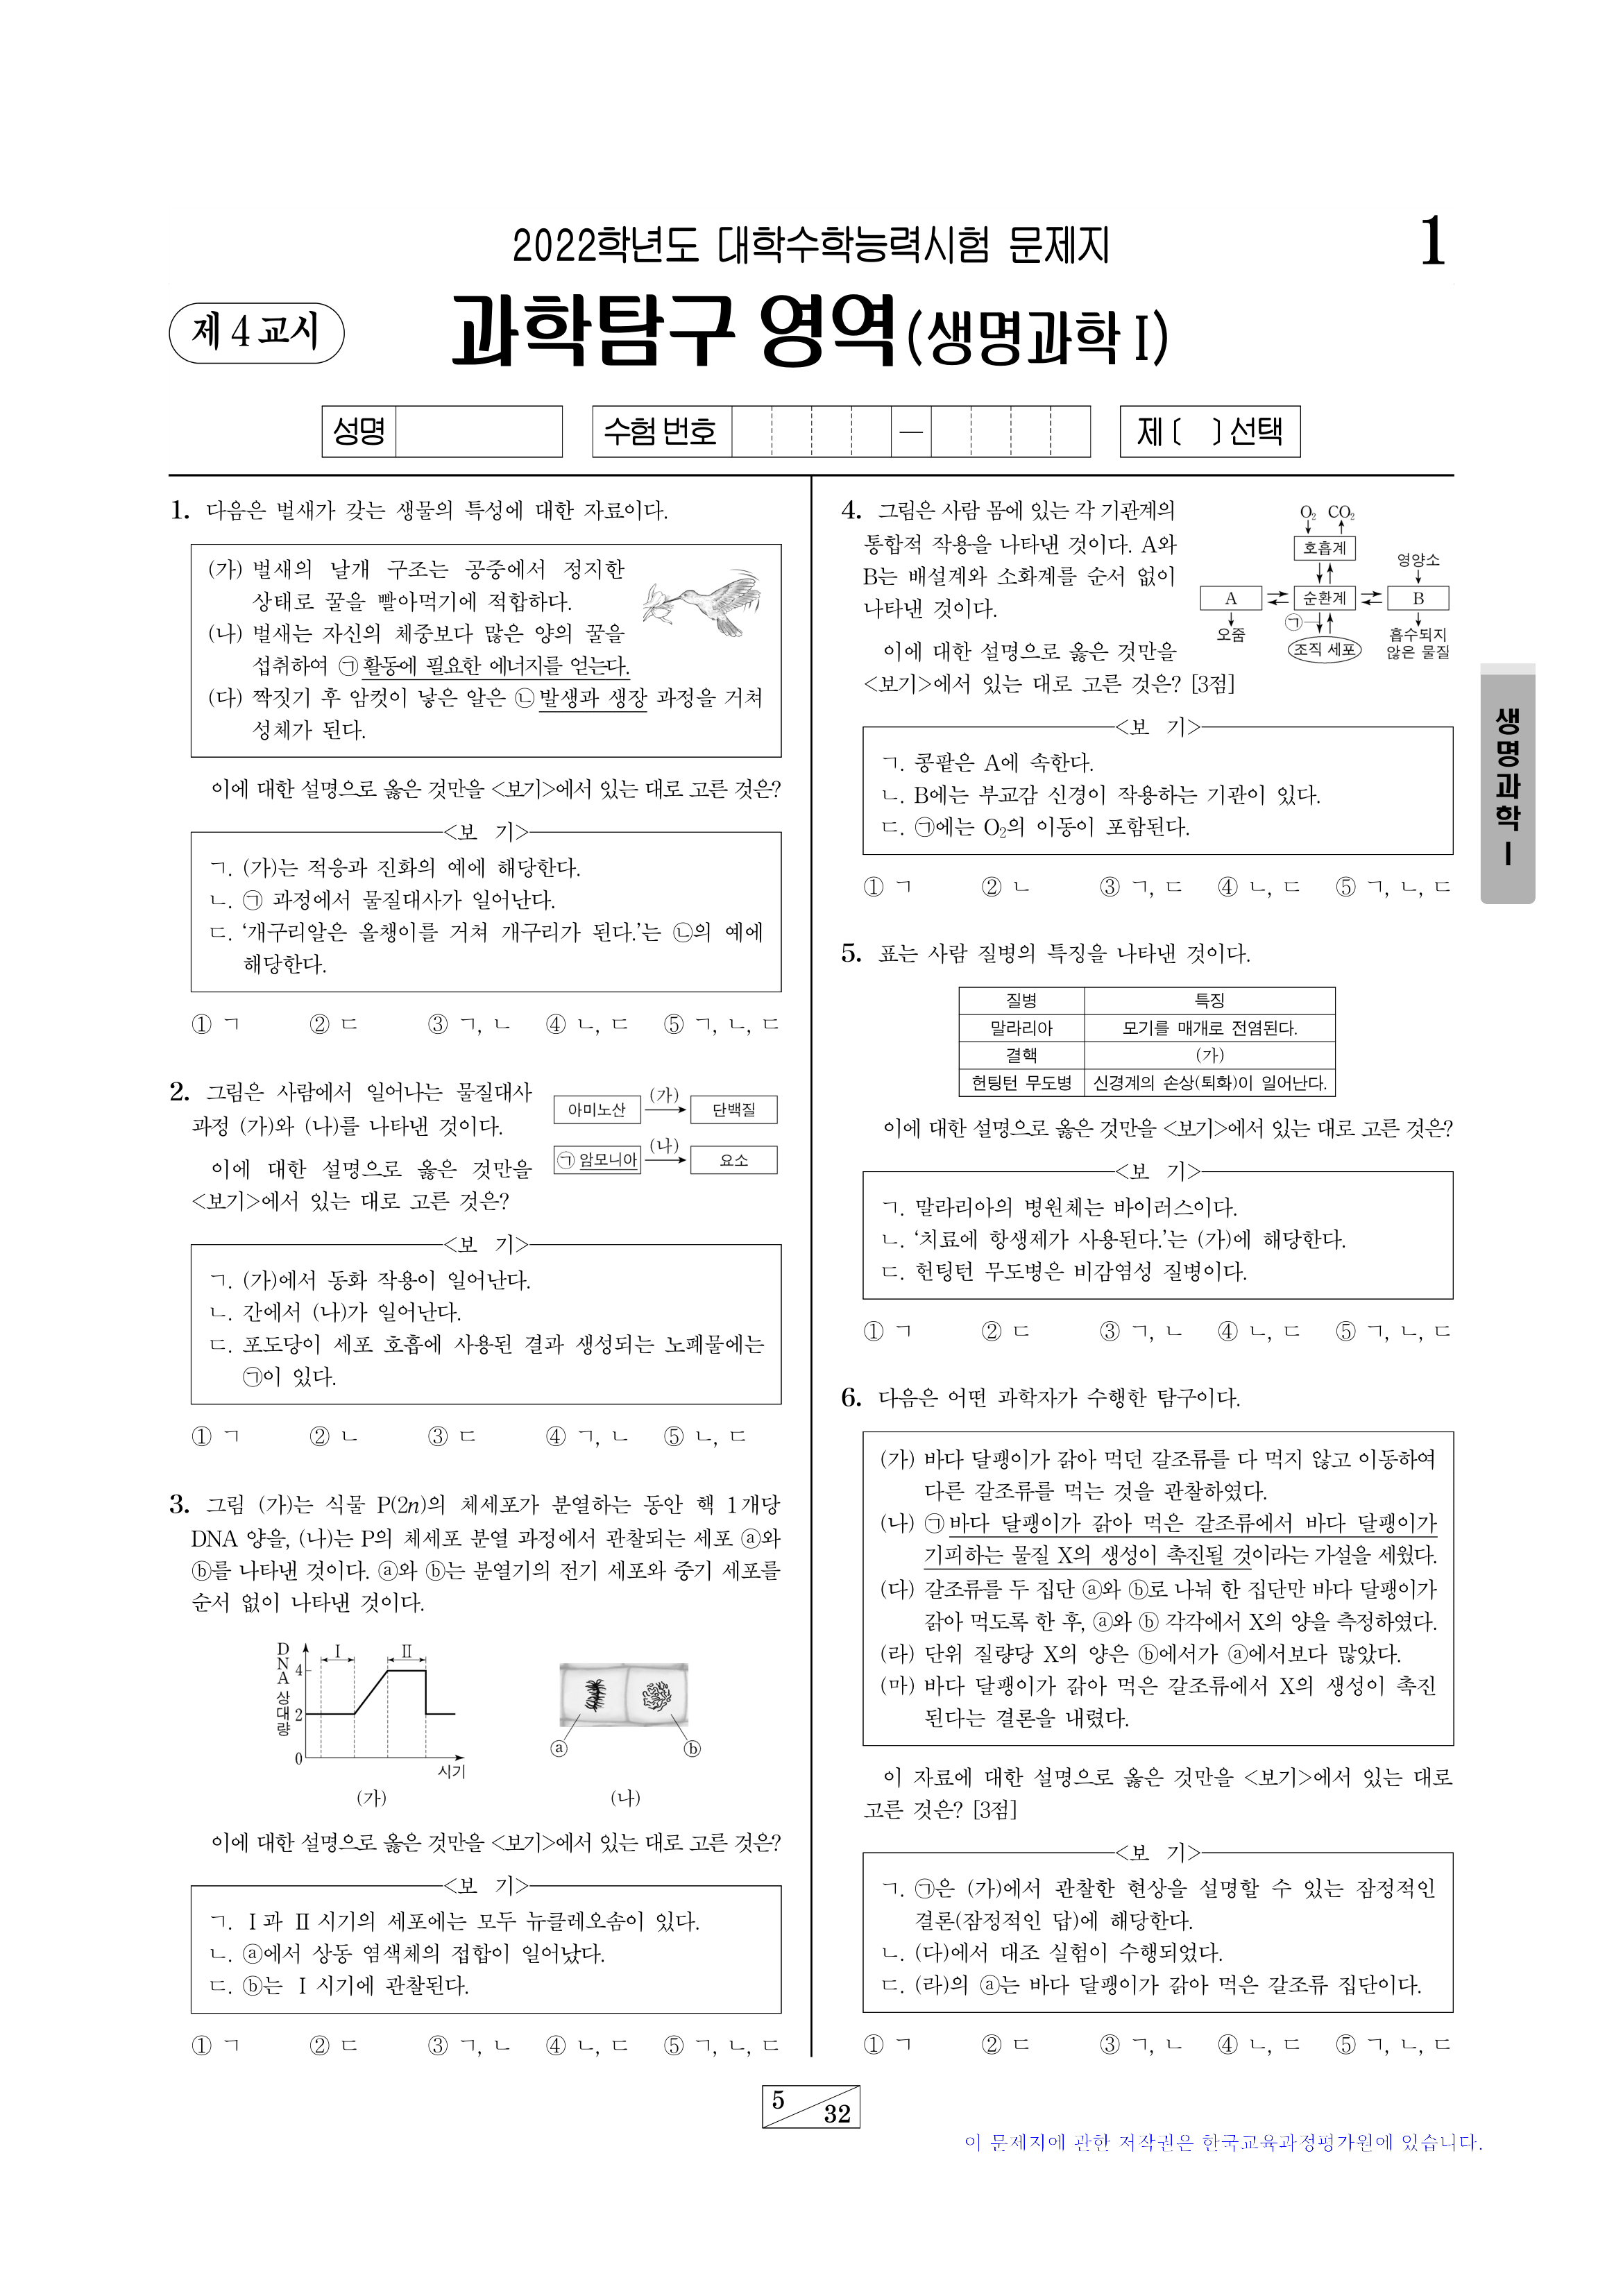 2022학년도 대학수학능력시험 문제지
1
제 4 교시
과학탐구 영역(생명과학 I)
성명
수험 번호
—
제 〔 〕 선택
1. 다음은 벌새가 갖는 생물의 특성에 대한 자료이다.
(가) 벌새의 날개 구조는 공중에서 정지한
상태로 꿀을 빨아먹기에 적합하다.
(나) 벌새는 자신의 체중보다 많은 양의 꿀을
섭취하여 ㉠ 활동에 필요한 에너지를 얻는다.
(다) 짝짓기 후 암컷이 낳은 알은 ㉡ 발생과 생장 과정을 거쳐
성체가 된다.
이에 대한 설명으로 옳은 것만을 <보기>에서 있는 대로 고른 것은?
<보 기>
ㄱ. (가)는 적응과 진화의 예에 해당한다.
ㄴ. ㉠ 과정에서 물질대사가 일어난다.
ㄷ. ‘개구리알은 올챙이를 거쳐 개구리가 된다.’는 ㉡의 예에
해당한다.
① ㄱ ② ㄷ ③ ㄱ, ㄴ ④ ㄴ, ㄷ ⑤ ㄱ, ㄴ, ㄷ
2. 그림은 사람에서 일어나는 물질대사
과정 (가)와 (나)를 나타낸 것이다.
이에 대한 설명으로 옳은 것만을
<보기>에서 있는 대로 고른 것은?
아미노산 (가) 단백질
㉠ 암모니아 (나) 요소
<보 기>
ㄱ. (가)에서 동화 작용이 일어난다.
ㄴ. 간에서 (나)가 일어난다.
ㄷ. 포도당이 세포 호흡에 사용된 결과 생성되는 노폐물에는
㉠이 있다.
① ㄱ ② ㄴ ③ ㄷ ④ ㄱ, ㄴ ⑤ ㄴ, ㄷ
3. 그림 (가)는 식물 P(2n)의 체세포가 분열하는 동안 핵 1개당
DNA 양을, (나)는 P의 체세포 분열 과정에서 관찰되는 세포 ⓐ와
ⓑ를 나타낸 것이다. ⓐ와 ⓑ는 분열기의 전기 세포와 중기 세포를
순서 없이 나타낸 것이다.
DNA 상대량
4
2
0
Ⅰ Ⅱ
시기
(가)
ⓐ ⓑ
(나)
이에 대한 설명으로 옳은 것만을 <보기>에서 있는 대로 고른 것은?
<보 기>
ㄱ. Ⅰ과 Ⅱ 시기의 세포에는 모두 뉴클레오솜이 있다.
ㄴ. ⓐ에서 상동 염색체의 접합이 일어났다.
ㄷ. ⓑ는 Ⅰ 시기에 관찰된다.
① ㄱ ② ㄷ ③ ㄱ, ㄴ ④ ㄴ, ㄷ ⑤ ㄱ, ㄴ, ㄷ
4. 그림은 사람 몸에 있는 각 기관계의
통합적 작용을 나타낸 것이다. A와
B는 배설계와 소화계를 순서 없이
나타낸 것이다.
O₂ CO₂
호흡계
영양소
A 순환계 B
오줌 ㉠ 흡수되지
않은 물질
조직 세포
이에 대한 설명으로 옳은 것만을
<보기>에서 있는 대로 고른 것은? [3점]
<보 기>
ㄱ. 콩팥은 A에 속한다.
ㄴ. B에는 부교감 신경이 작용하는 기관이 있다.
ㄷ. ㉠에는 O₂의 이동이 포함된다.
① ㄱ ② ㄴ ③ ㄱ, ㄷ ④ ㄴ, ㄷ ⑤ ㄱ, ㄴ, ㄷ
5. 표는 사람 질병의 특징을 나타낸 것이다.
질병 특징
말라리아 모기를 매개로 전염된다.
결핵 (가)
헌팅턴 무도병 신경계의 손상(퇴화)이 일어난다.
이에 대한 설명으로 옳은 것만을 <보기>에서 있는 대로 고른 것은?
<보 기>
ㄱ. 말라리아의 병원체는 바이러스이다.
ㄴ. ‘치료에 항생제가 사용된다.’는 (가)에 해당한다.
ㄷ. 헌팅턴 무도병은 비감염성 질병이다.
① ㄱ ② ㄷ ③ ㄱ, ㄴ ④ ㄴ, ㄷ ⑤ ㄱ, ㄴ, ㄷ
6. 다음은 어떤 과학자가 수행한 탐구이다.
(가) 바다 달팽이가 갉아 먹던 갈조류를 다 먹지 않고 이동하여
다른 갈조류를 먹는 것을 관찰하였다.
(나) ㉠ 바다 달팽이가 갉아 먹은 갈조류에서 바다 달팽이가
기피하는 물질 X의 생성이 촉진될 것이라는 가설을 세웠다.
(다) 갈조류를 두 집단 ⓐ와 ⓑ로 나눠 한 집단만 바다 달팽이가
갉아 먹도록 한 후, ⓐ와 ⓑ 각각에서 X의 양을 측정하였다.
(라) 단위 질량당 X의 양은 ⓑ에서가 ⓐ에서보다 많았다.
(마) 바다 달팽이가 갉아 먹은 갈조류에서 X의 생성이 촉진
된다는 결론을 내렸다.
이 자료에 대한 설명으로 옳은 것만을 <보기>에서 있는 대로
고른 것은? [3점]
<보 기>
ㄱ. ㉠은 (가)에서 관찰한 현상을 설명할 수 있는 잠정적인
결론(잠정적인 답)에 해당한다.
ㄴ. (다)에서 대조 실험이 수행되었다.
ㄷ. (라)의 ⓐ는 바다 달팽이가 갉아 먹은 갈조류 집단이다.
① ㄱ ② ㄷ ③ ㄱ, ㄴ ④ ㄴ, ㄷ ⑤ ㄱ, ㄴ, ㄷ
생명과학 I
5
32
이 문제지에 관한 저작권은 한국교육과정평가원에 있습니다.